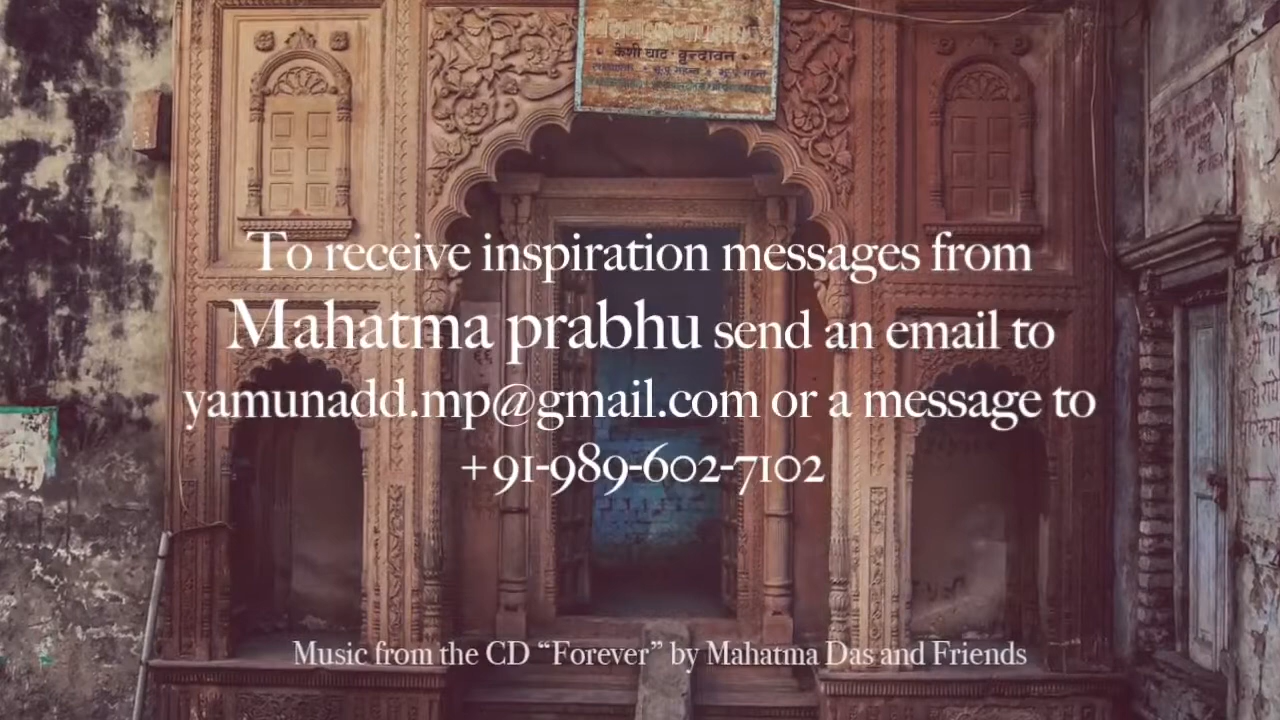 केशी घाट वृन्दावन
To receive inspiration messages from
Mahatma prabhu send an email to
yamunadd.mp@gmail.com or a message to
+91-989-602-7102
Music from the CD “Forever” by Mahatma Das and Friends